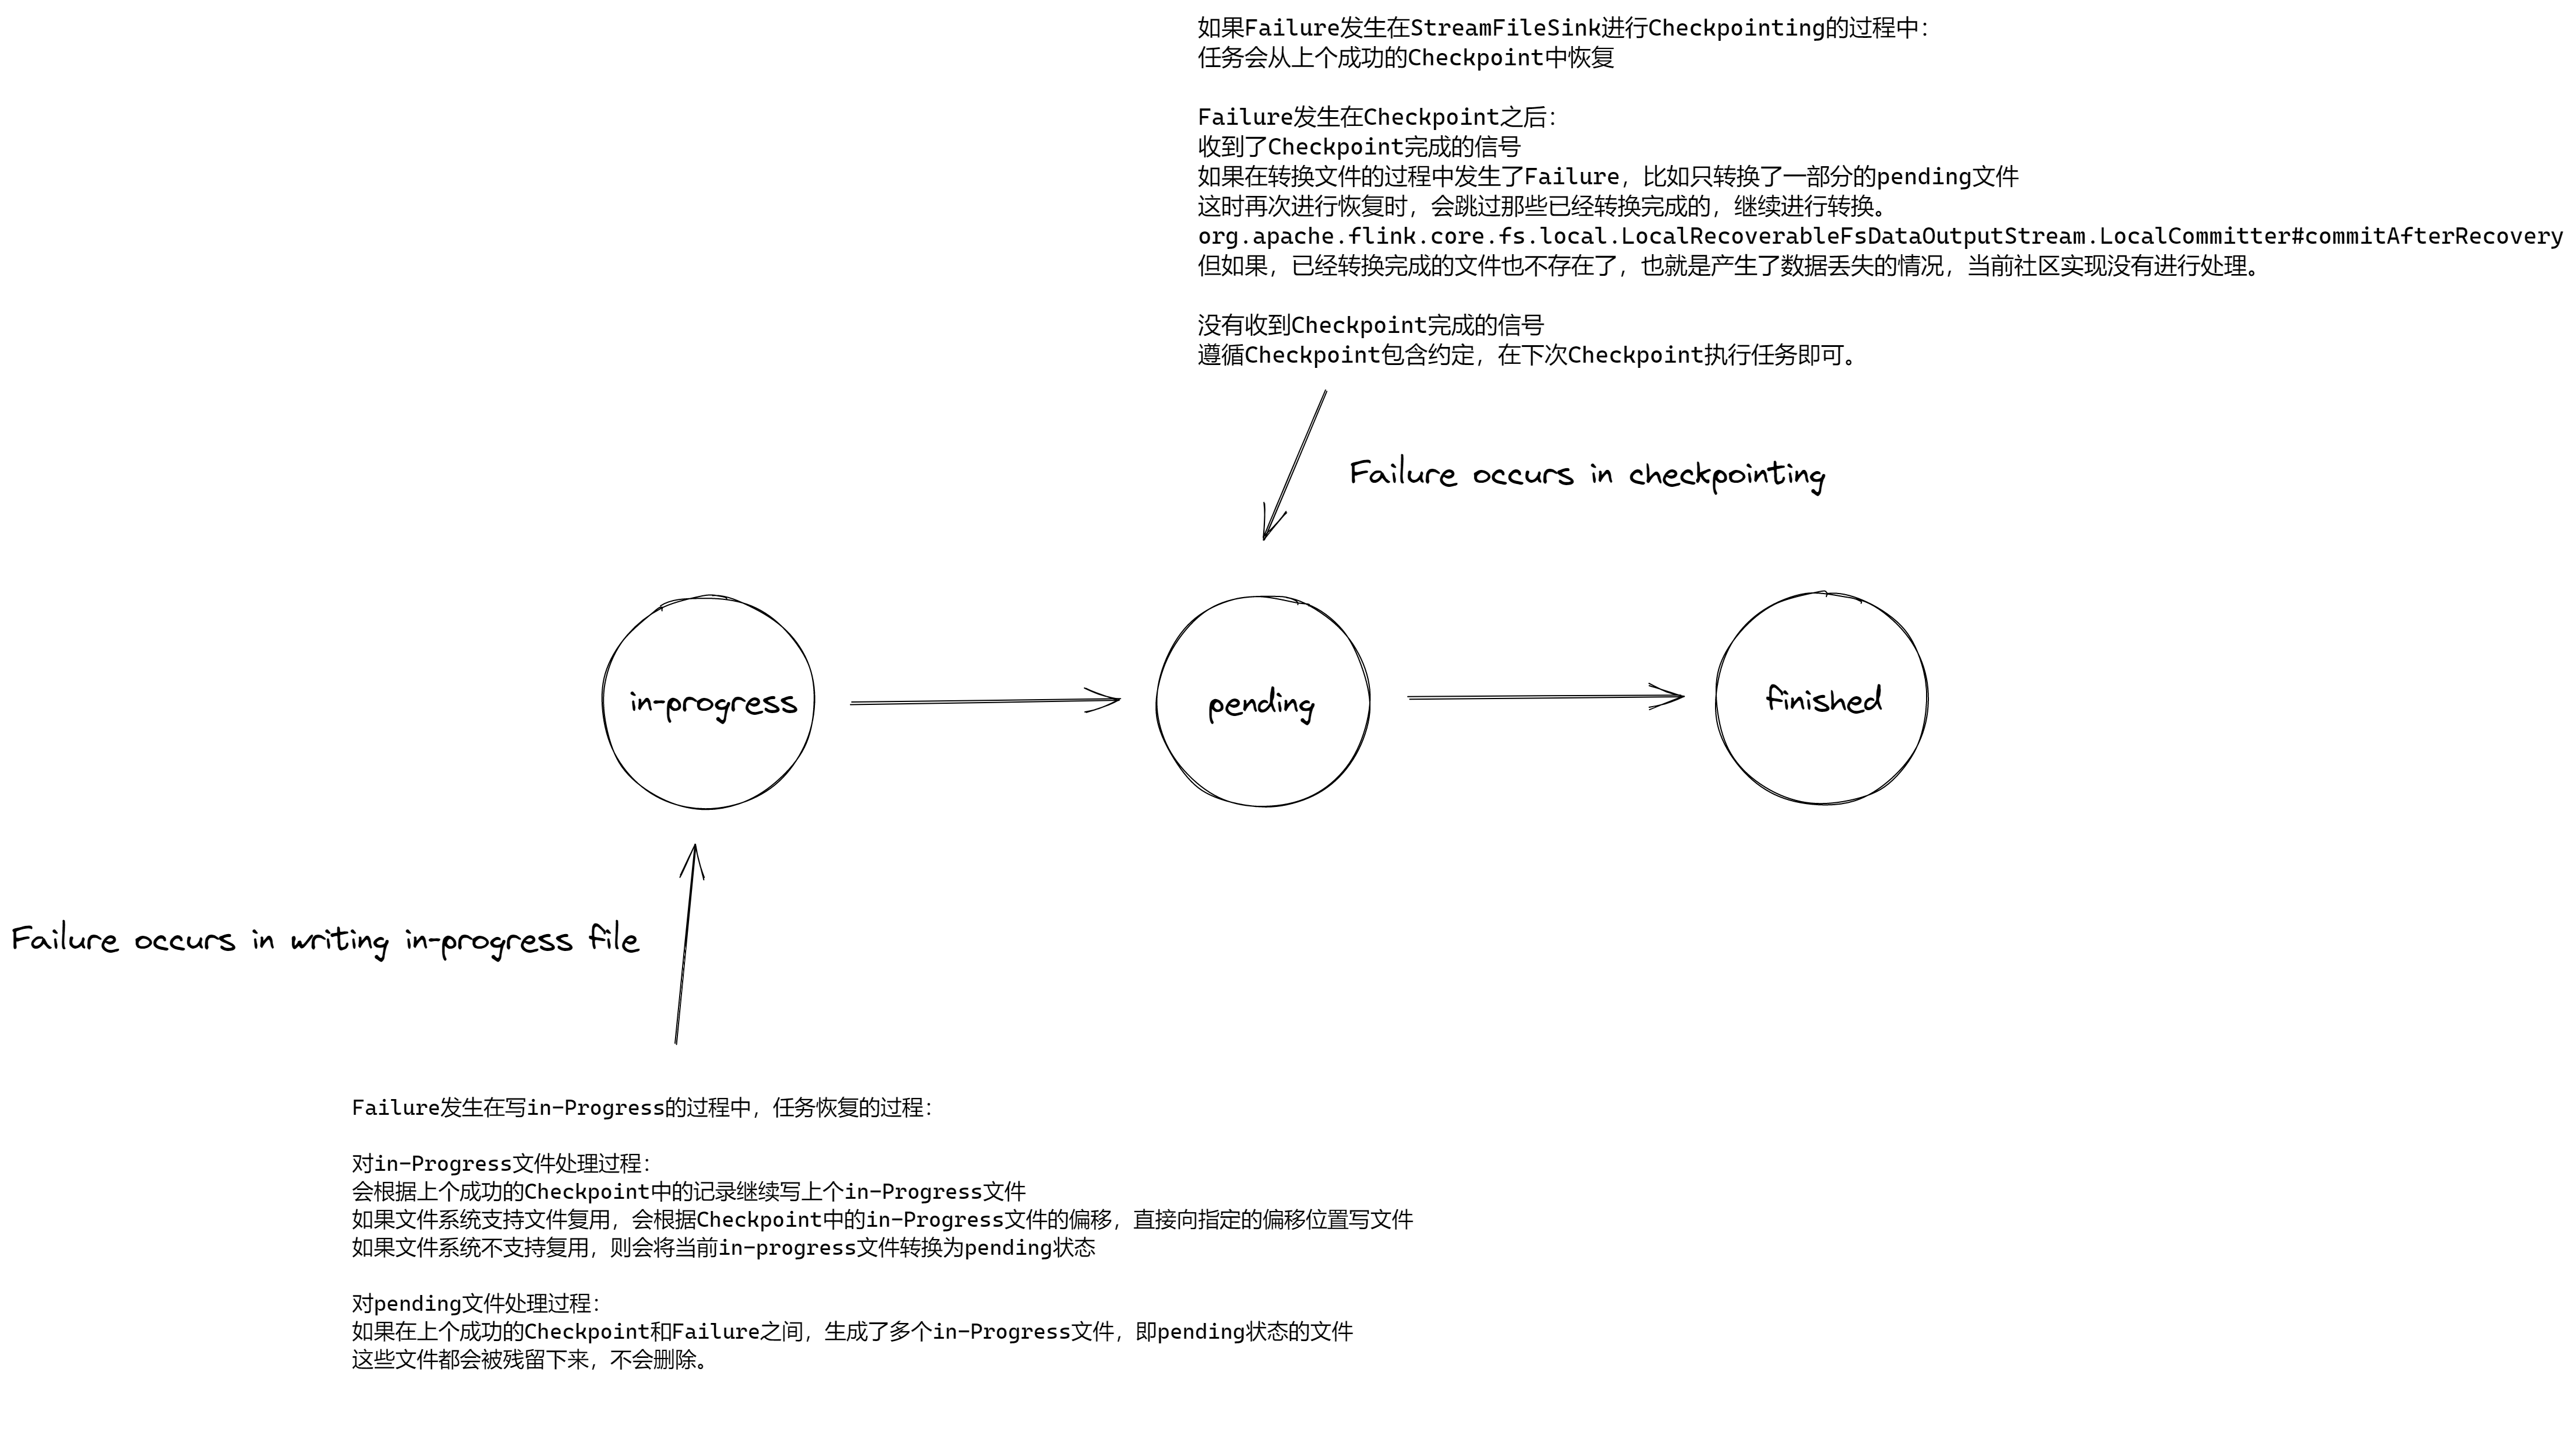 如果Failure发生在StreamFileSink进行Checkpointing的过程中：
任务会从上个成功的Checkpoint中恢复
Failure发生在Checkpoint之后：
收到了Checkpoint完成的信号
如果在转换文件的过程中发生了Failure，比如只转换了一部分的pending文件
这时再次进行恢复时，会跳过那些已经转换完成的，继续进行转换。
org.apache.flink.core.fs.local.LocalRecoverableFsDataOutputStream.LocalCommitter#commitAfterRecovery
但如果，已经转换完成的文件也不存在了，也就是产生了数据丢失的情况，当前社区实现没有进行处理。
没有收到Checkpoint完成的信号
遵循Checkpoint包含约定，在下次Checkpoint执行任务即可。
Failure occurs in checkpointing
in-progress
pending
finished
Failure occurs in writing in-progress file
Failure发生在写in-Progress的过程中，任务恢复的过程：
对in-Progress文件处理过程：
会根据上个成功的Checkpoint中的记录继续写上个in-Progress文件
如果文件系统支持文件复用，会根据Checkpoint中的in-Progress文件的偏移，直接向指定的偏移位置写文件
如果文件系统不支持复用，则会将当前in-progress文件转换为pending状态
对pending文件处理过程：
如果在上个成功的Checkpoint和Failure之间，生成了多个in-Progress文件，即pending状态的文件
这些文件都会被残留下来，不会删除。